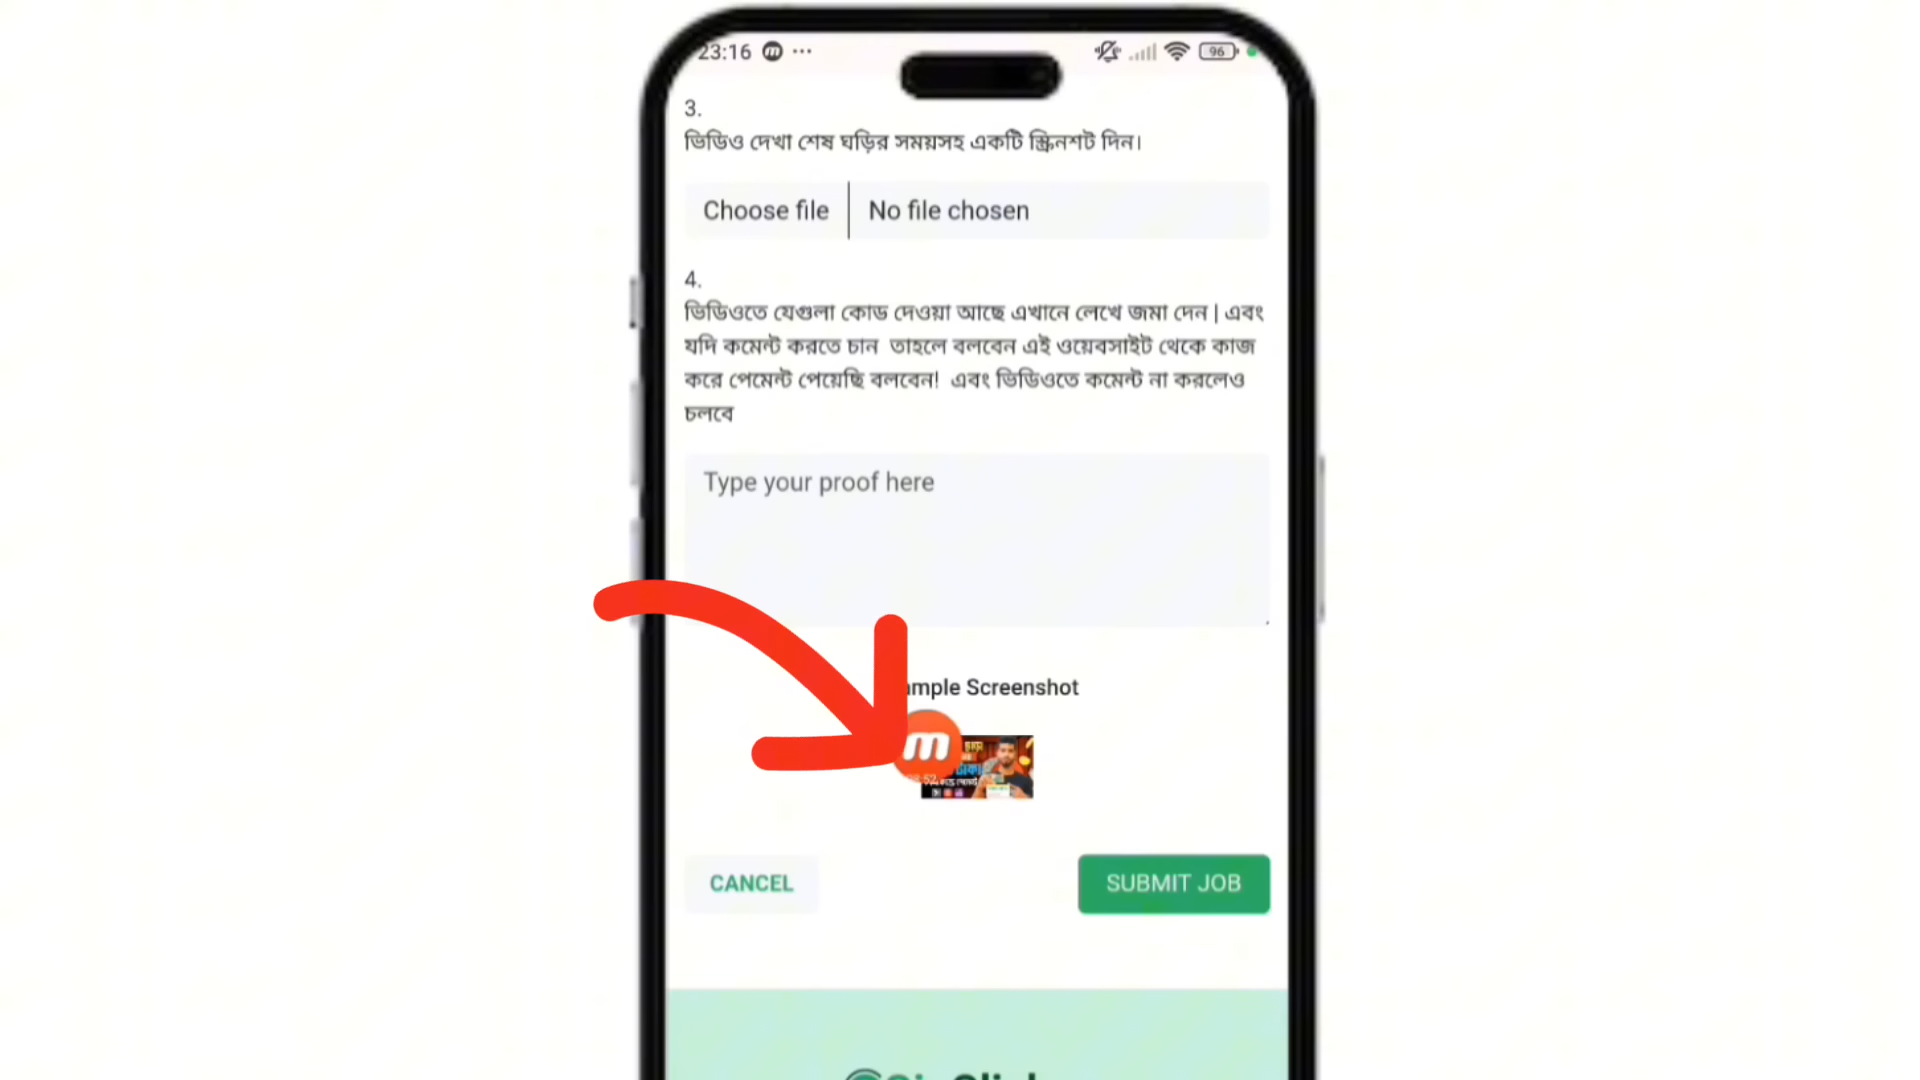 23:16
96
3.
ভিডিও দেখা শেষ ঘড়ির সময়সহ একটি স্ক্রিনশট দিন।
Choose file
No file chosen
4.
ভিডিওতে যেগুলা কোড দেওয়া আছে এখানে লেখে জমা দেন | এবং
যদি কমেন্ট করতে চান তাহলে বলবেন এই ওয়েবসাইট থেকে কাজ
করে পেমেন্ট পেয়েছি বলবেন! এবং ভিডিওতে কমেন্ট না করলেও
চলবে
Type your proof here
Screenshot
m
CANCEL
SUBMIT JOB